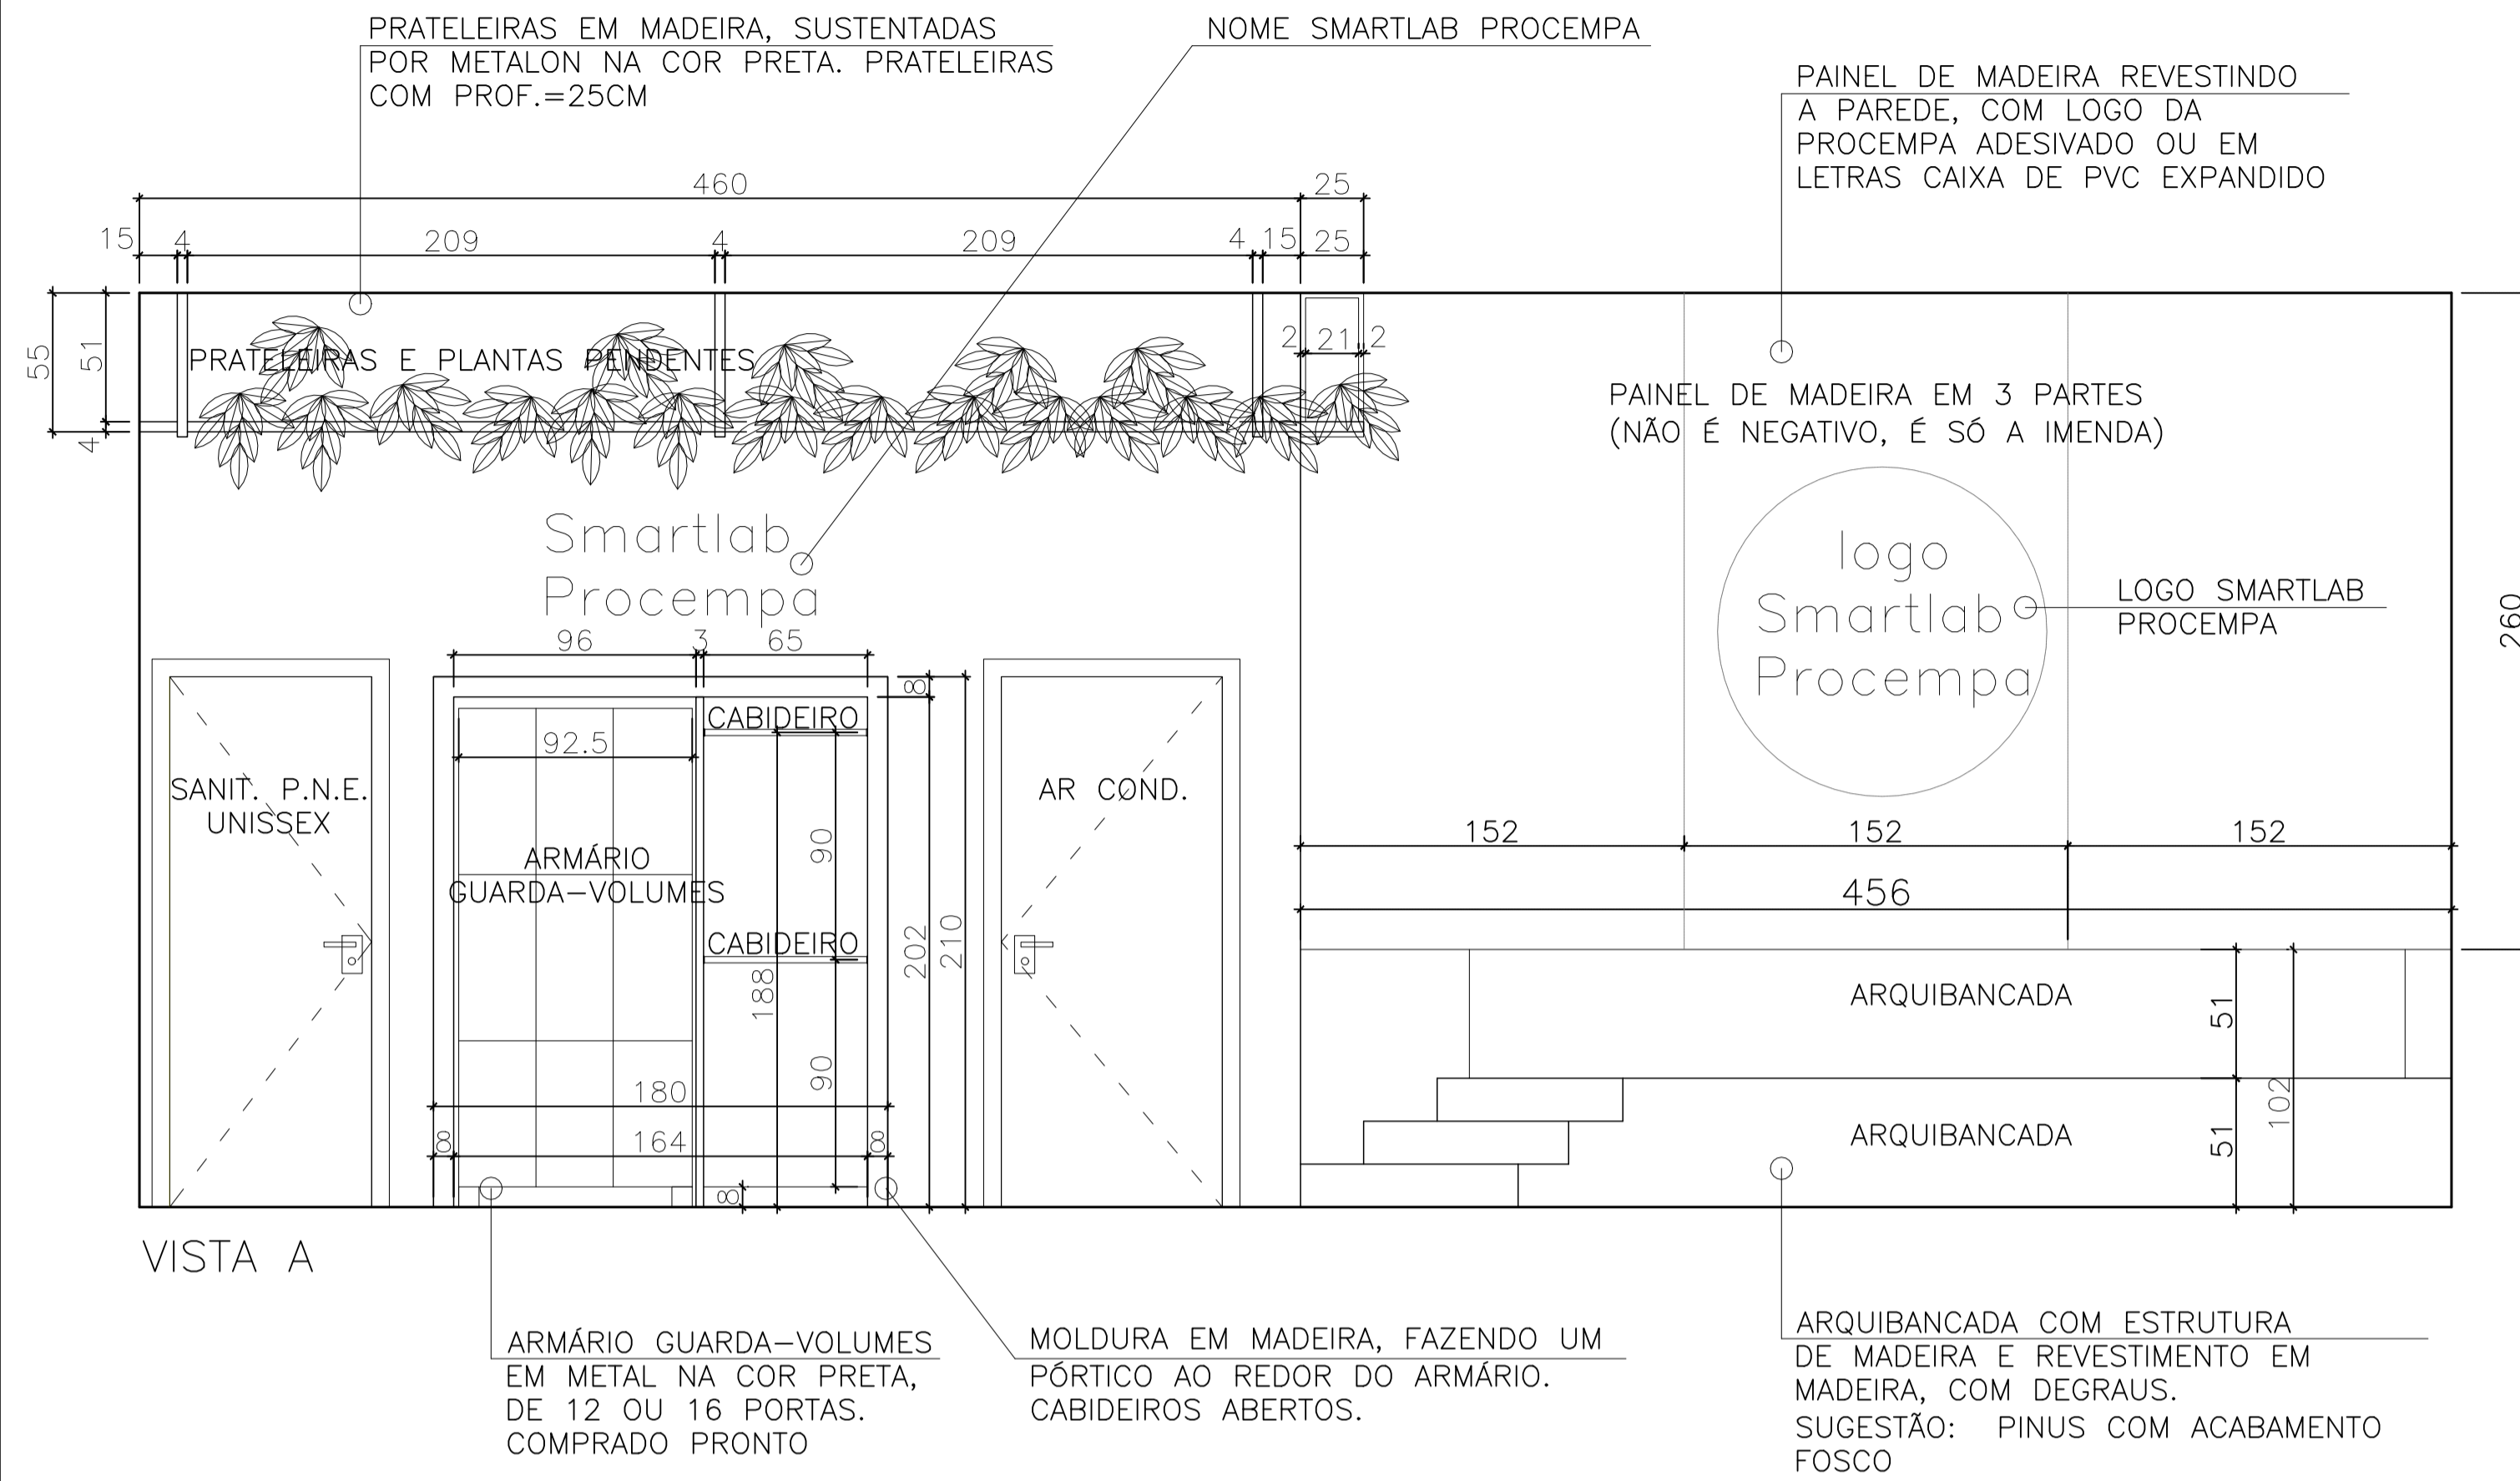 PRATELEIRAS EM MADEIRA, SUSTENTADAS
POR METALON NA COR PRETA. PRATELEIRAS
COM PROF.=25CM
NOME SMARTLAB PROCEMPA
PAINEL DE MADEIRA REVESTINDO
A PAREDE, COM LOGO DA
PROCEMPA ADESIVADO OU EM
LETRAS CAIXA DE PVC EXPANDIDO
460
25
15
4
209
4
209
4
15
25
55
51
4
PRATELEIRAS E PLANTAS PENDENTES
2
21
2
PAINEL DE MADEIRA EM 3 PARTES
(NÃO É NEGATIVO, É SÓ A IMENDA)
Smartlab
Procempa
logo
Smartlab
Procempa
LOGO SMARTLAB
PROCEMPA
260
96
3
65
8
CABIDEIRO
92.5
SANIT. P.N.E.
UNISSEX
ARMÁRIO
GUARDA-VOLUMES
90
CABIDEIRO
188
202
210
AR COND.
152
152
152
456
90
180
8
164
8
8
ARQUIBANCADA
51
102
ARQUIBANCADA
51
VISTA A
ARMÁRIO GUARDA-VOLUMES
EM METAL NA COR PRETA,
DE 12 OU 16 PORTAS.
COMPRADO PRONTO
MOLDURA EM MADEIRA, FAZENDO UM
PÓRTICO AO REDOR DO ARMÁRIO.
CABIDEIROS ABERTOS.
ARQUIBANCADA COM ESTRUTURA
DE MADEIRA E REVESTIMENTO EM
MADEIRA, COM DEGRAUS.
SUGESTÃO: PINUS COM ACABAMENTO
FOSCO